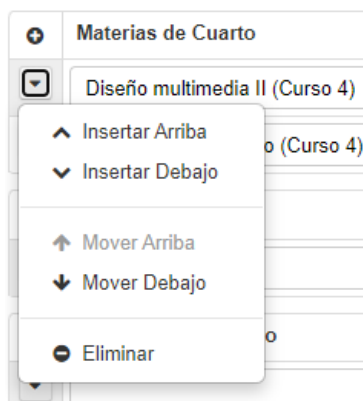 Materias de Cuarto
Diseño multimedia II (Curso 4)
Insertar Arriba
o (Curso 4)
Insertar Debajo
Mover Arriba
Mover Debajo
o
Eliminar